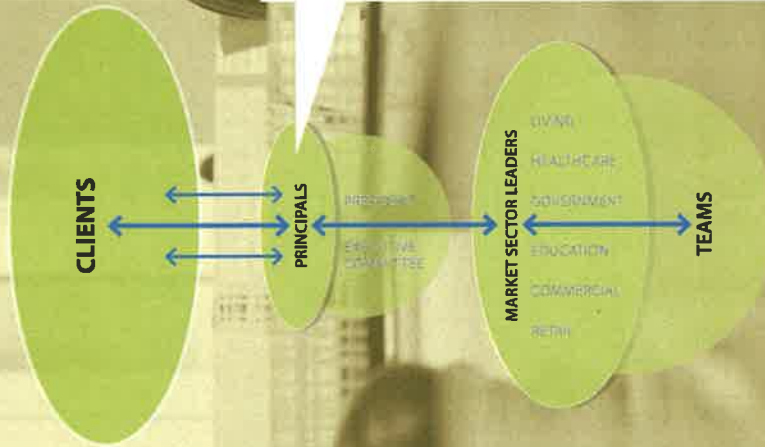 CLIENTS
PRINCIPALS
PRESIDENT
EXECUTIVE
COMMITTEE
MARKET SECTOR LEADERS
LIVING
HEALTHCARE
GOVERNMENT
EDUCATION
COMMERCIAL
RETAIL
TEAMS